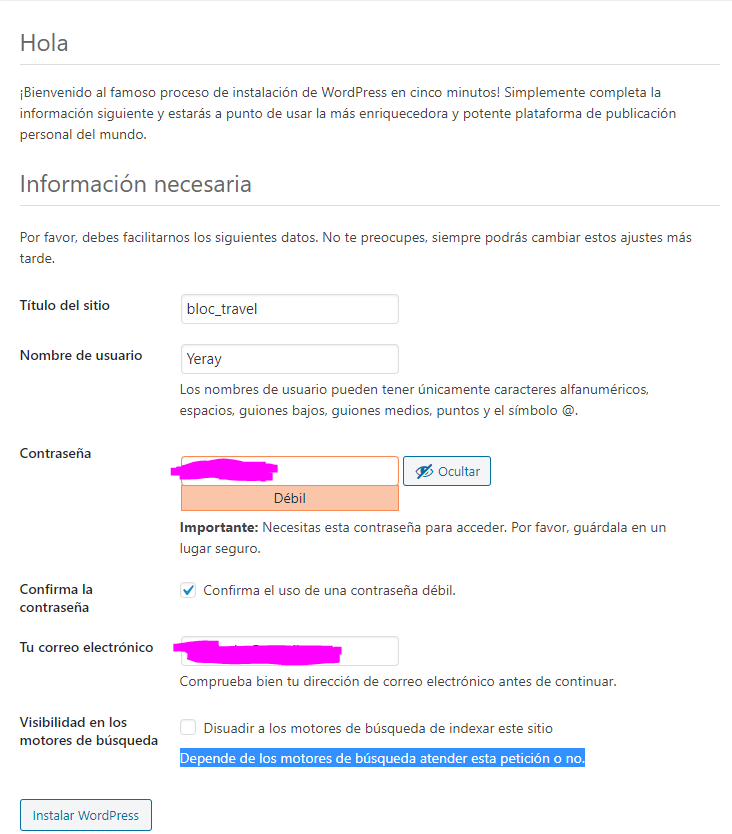 Hola
¡Bienvenido al famoso proceso de instalación de WordPress en cinco minutos! Simplemente completa la
información siguiente y estarás a punto de usar la más enriquecedora y potente plataforma de publicación
personal del mundo.
Información necesaria
Por favor, debes facilitarnos los siguientes datos. No te preocupes, siempre podrás cambiar estos ajustes más
tarde.
Título del sitio
bloc_travel
Nombre de usuario
Yeray
Los nombres de usuario pueden tener únicamente caracteres alfanuméricos,
espacios, guiones bajos, guiones medios, puntos y el símbolo @.
Contraseña
Ocultar
Débil
Importante: Necesitas esta contraseña para acceder. Por favor, guárdala en un
lugar seguro.
Confirma la
contraseña
Confirma el uso de una contraseña débil.
Tu correo electrónico
Comprueba bien tu dirección de correo electrónico antes de continuar.
Visibilidad en los
motores de búsqueda
Disuadir a los motores de búsqueda de indexar este sitio
Depende de los motores de búsqueda atender esta petición o no.
Instalar WordPress